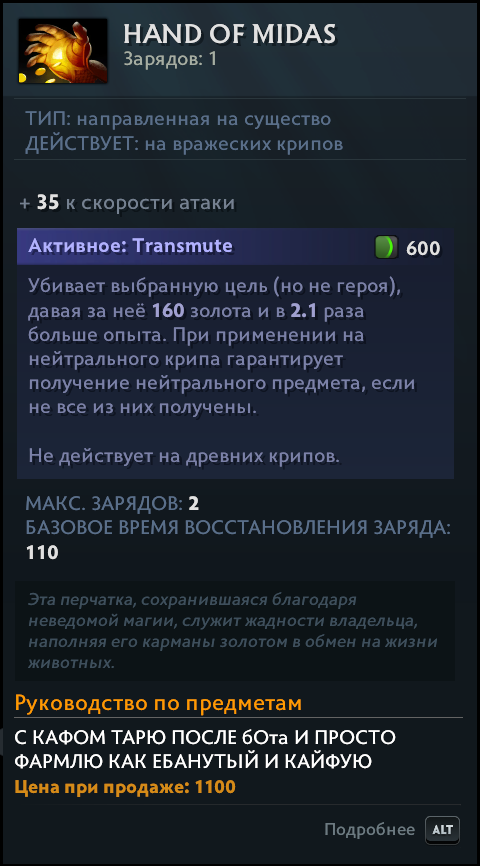 HAND OF MIDAS
Зарядов: 1
ТИП: направленная на существо
ДЕЙСТВУЕТ: на вражеских крипов
+ 35 к скорости атаки
Активное: Transmute 600
Убивает выбранную цель (но не героя),
давая за неё 160 золота и в 2.1 раза
больше опыта. При применении на
нейтрального крипа гарантирует
получение нейтрального предмета, если
не все из них получены.
Не действует на древних крипов.
МАКС. ЗАРЯДОВ: 2
БАЗОВОЕ ВРЕМЯ ВОССТАНОВЛЕНИЯ ЗАРЯДА:
110
Эта перчатка, сохранившаяся благодаря
неведомой магии, служит жадности владельца,
наполняя его карманы золотом в обмен на жизни
животных.
Руководство по предметам
С КАФОМ ТАРЮ ПОСЛЕ бОта И ПРОСТО
ФАРМЛЮ КАК ЕБАНУТЫЙ И КАЙФУЮ
Цена при продаже: 1100
Подробнее ALT